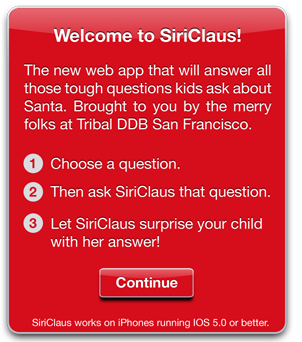 Welcome to SiriClaus!
The new web app that will answer all
those tough questions kids ask about
Santa. Brought to you by the merry
folks at Tribal DDB San Francisco.
1 Choose a question.
2 Then ask SiriClaus that question.
3 Let SiriClaus surprise your child
with her answer!
Continue
SiriClaus works on iPhones running IOS 5.0 or better.